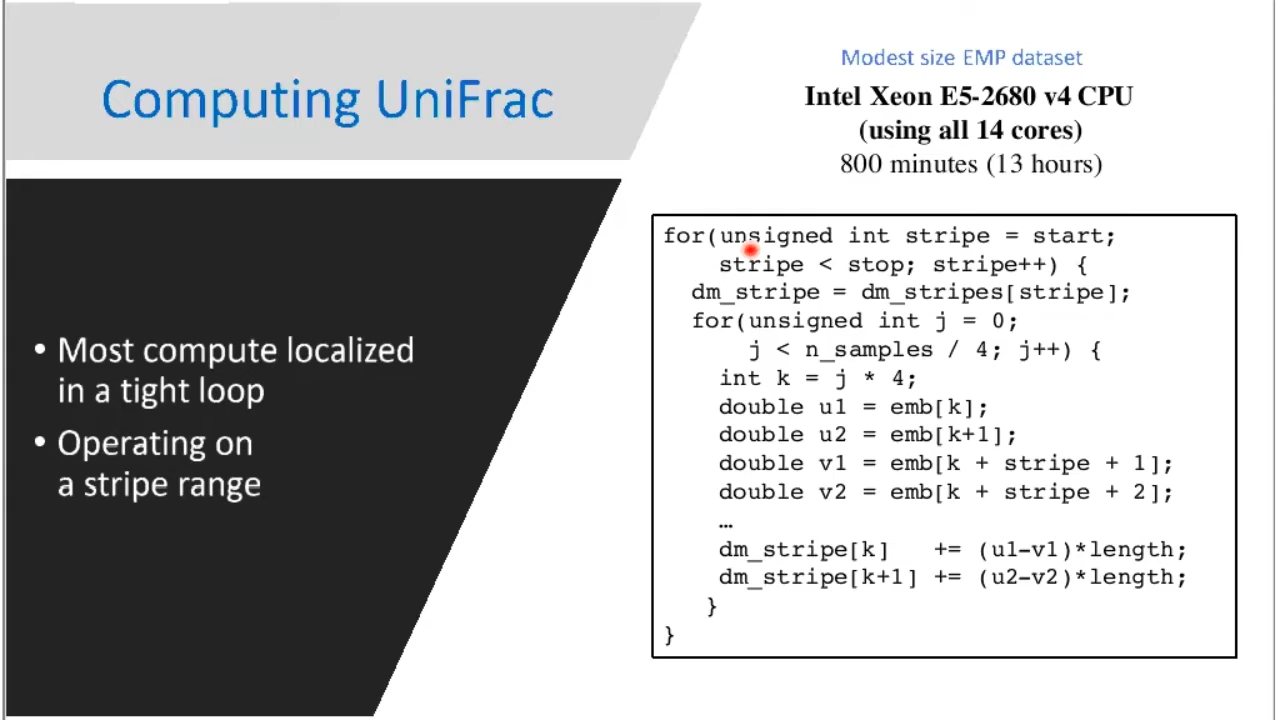 Computing UniFrac
• Most compute localized
in a tight loop
• Operating on
a stripe range
Modest size EMP dataset
Intel Xeon E5-2680 v4 CPU
(using all 14 cores)
800 minutes (13 hours)
for(unsigned int stripe = start;
stripe < stop; stripe++) {
dm_stripe = dm_stripes[stripe];
for(unsigned int j = 0;
j < n_samples / 4; j++) {
int k = j * 4;
double u1 = emb[k];
double u2 = emb[k+1];
double v1 = emb[k + stripe + 1];
double v2 = emb[k + stripe + 2];
…
dm_stripe[k] += (u1-v1)*length;
dm_stripe[k+1] += (u2-v2)*length;
}
}